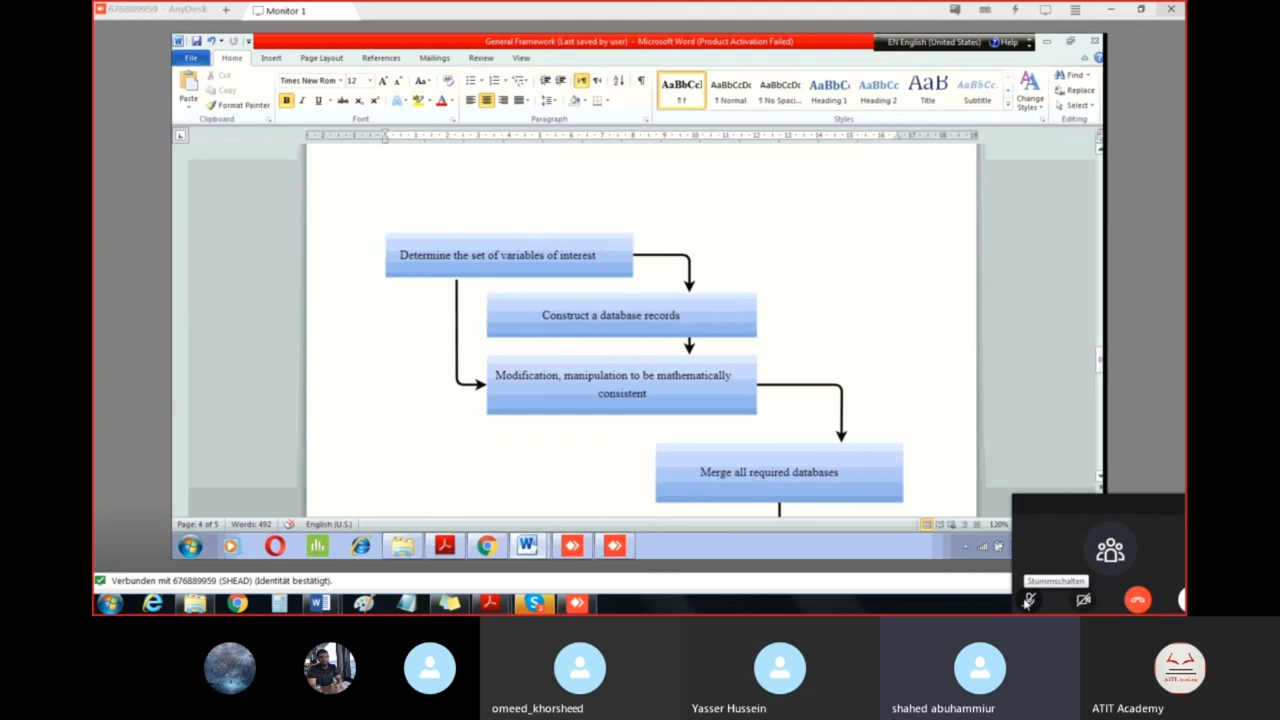 676889959 - AnyDesk
Monitor 1
General Framework (Last saved by user) - Microsoft Word (Product Activation Failed)
EN English (United States) Help
File Home Insert Page Layout References Mailings Review View
Paste
Cut
Copy
Format Painter
Clipboard
Times New Rom 12
Font
Paragraph
AaBbCcI AaBbCcDc AaBbCcDc AaBbC AaBbCc AaB AaBbCc.
¶ f ¶ Normal ¶ No Spaci... Heading 1 Heading 2 Title Subtitle
Change Styles
Styles
Find
Replace
Select
Editing
Determine the set of variables of interest
Construct a database records
Modification, manipulation to be mathematically
consistent
Merge all required databases
Page: 4 of 5 Words: 492 English (U.S.) 120%
Stummschalten
Verbunden mit 676889959 (SHEAD) (Identität bestätigt).
omeed_khorsheed
Yasser Hussein
shahed abuhammiur
ATIT Academy